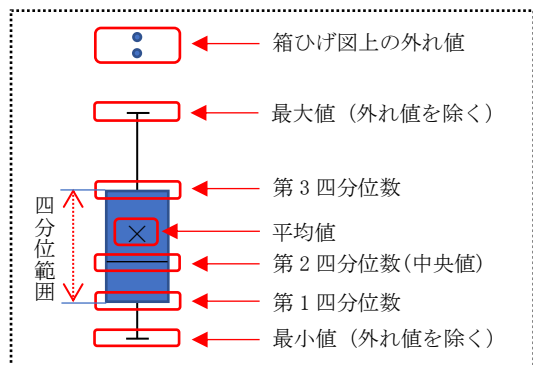 箱ひげ図上の外れ値
最大値（外れ値を除く）
第３四分位数
四分位範囲
平均値
第２四分位数(中央値)
第１四分位数
最小値（外れ値を除く）